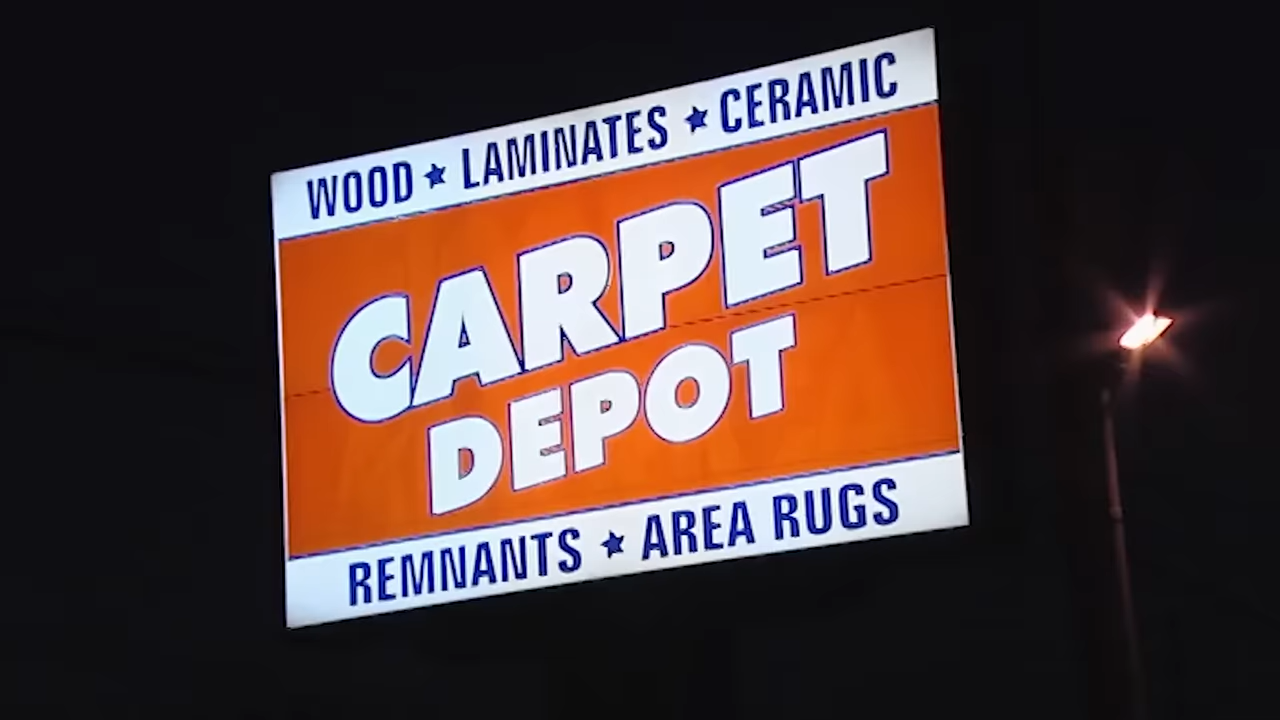 WOOD ★ LAMINATES ★ CERAMIC
CARPET
DEPOT
REMNANTS ★ AREA RUGS